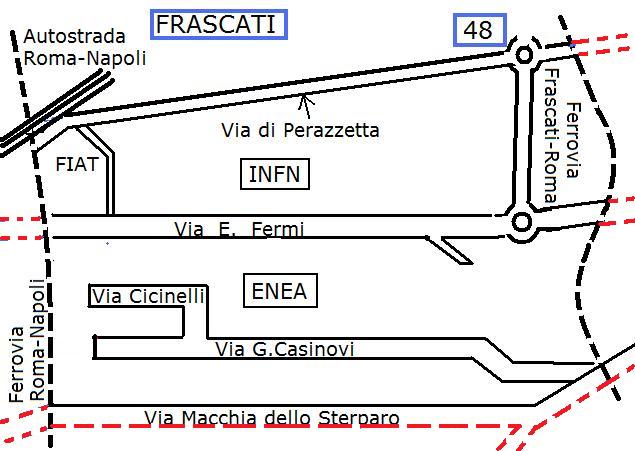 FRASCATI
48
Autostrada
Roma-Napoli
Via di Perazzetta
Ferrovia
Frascati-Roma
FIAT
INFN
Via E. Fermi
Via Cicinelli
ENEA
Ferrovia
Roma-Napoli
Via G.Casinovi
Via Macchia dello Sterparo